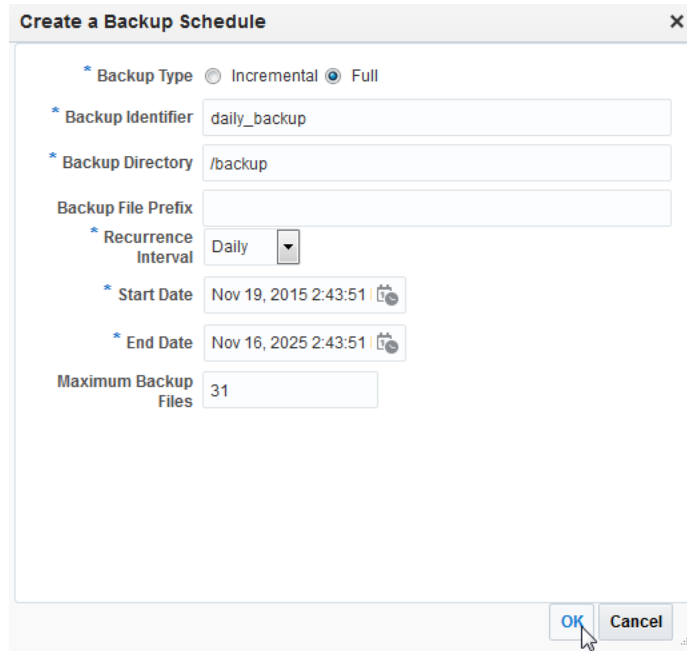 Create a Backup Schedule
* Backup Type Incremental Full
* Backup Identifier daily_backup
* Backup Directory /backup
Backup File Prefix
* Recurrence
Interval Daily
* Start Date Nov 19, 2015 2:43:51
* End Date Nov 16, 2025 2:43:51
Maximum Backup
Files 31
OK Cancel